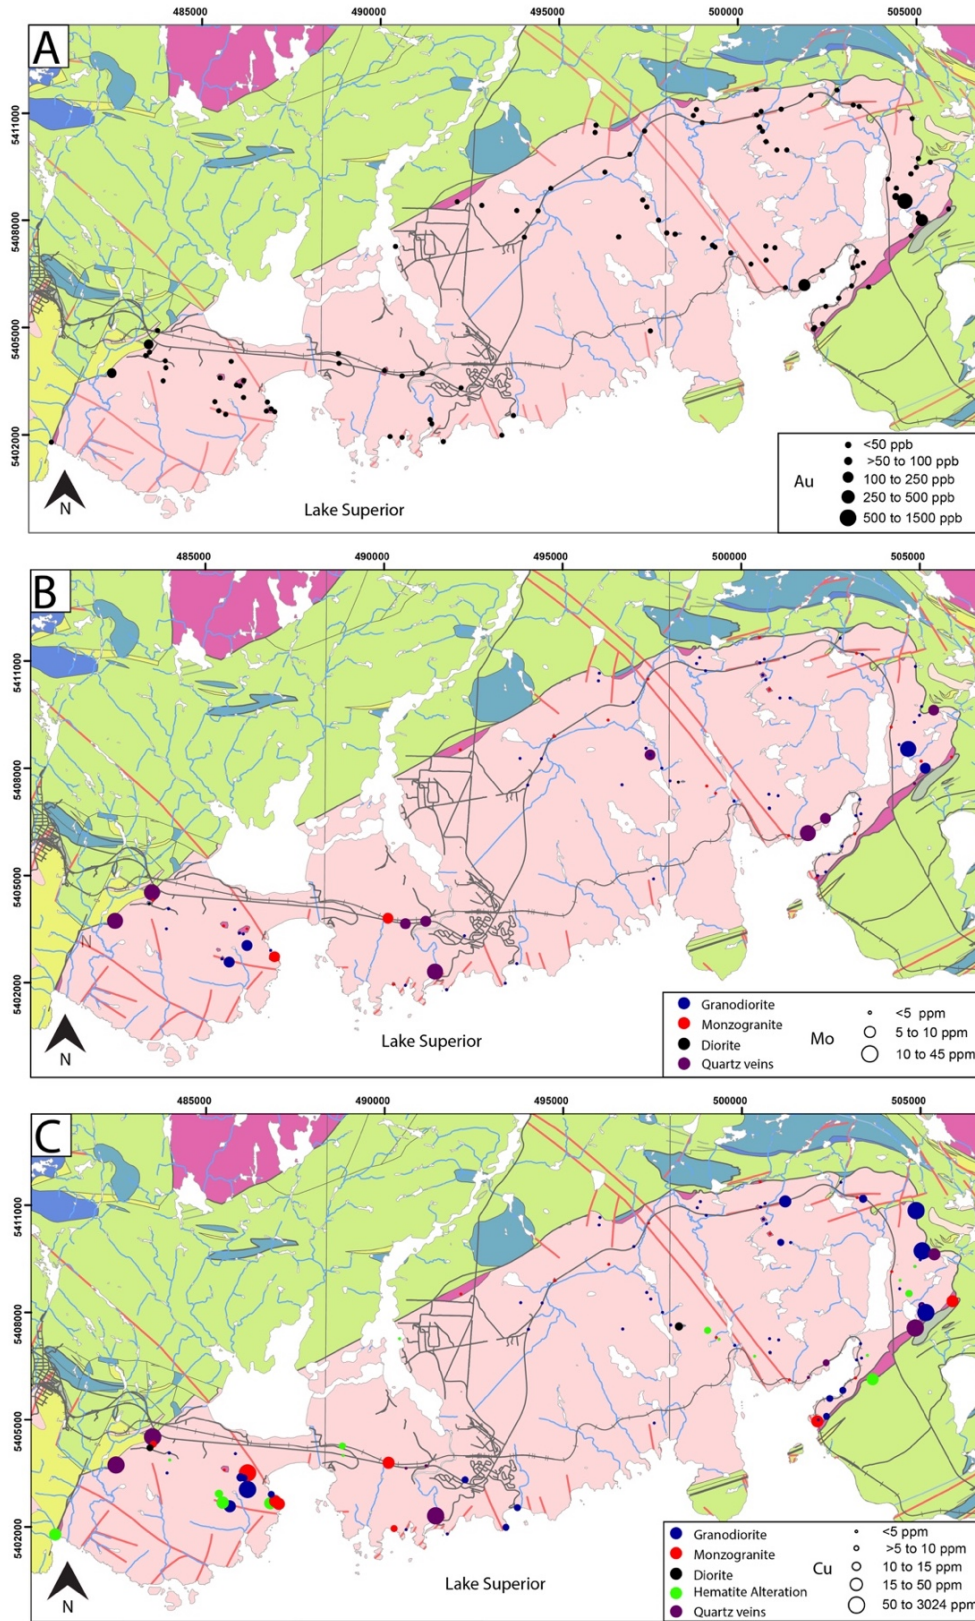 485000 490000 495000 500000 505000
A
5411000
5408000
5405000
5402000
N
Lake Superior
Au
<50 ppb
>50 to 100 ppb
100 to 250 ppb
250 to 500 ppb
500 to 1500 ppb
485000 490000 495000 500000 505000
B
5411000
5408000
5405000
5402000
N
Lake Superior
Granodiorite
Monzogranite
Diorite
Quartz veins
Mo
<5 ppm
5 to 10 ppm
10 to 45 ppm
485000 490000 495000 500000 505000
C
5411000
5408000
5405000
5402000
N
Lake Superior
Granodiorite
Monzogranite
Diorite
Hematite Alteration
Quartz veins
Cu
<5 ppm
>5 to 10 ppm
10 to 15 ppm
15 to 50 ppm
50 to 3024 ppm